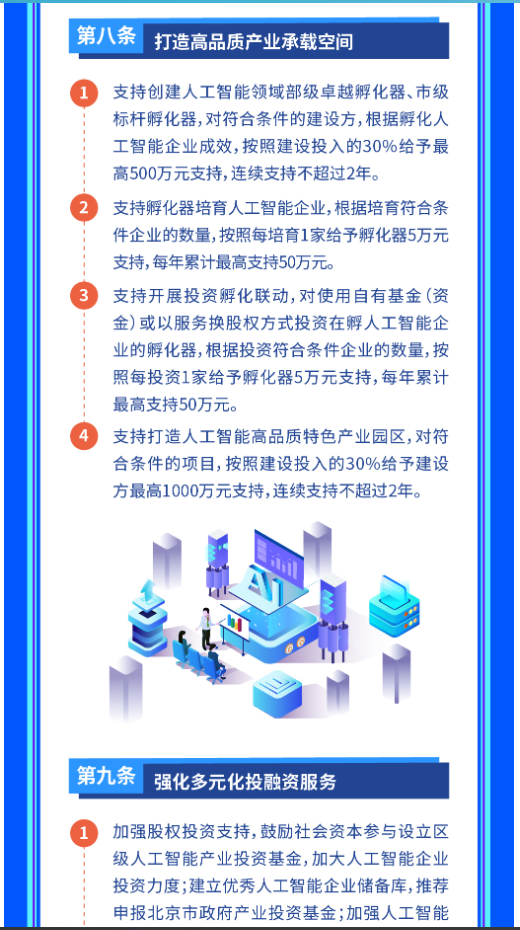 第八条 打造高品质产业承载空间
1 支持创建人工智能领域部级卓越孵化器、市级
标杆孵化器，对符合条件的建设方，根据孵化人
工智能企业成效，按照建设投入的30%给予最
高500万元支持，连续支持不超过2年。
2 支持孵化器培育人工智能企业，根据培育符合条
件企业的数量，按照每培育1家给予孵化器5万元
支持，每年累计最高支持50万元。
3 支持开展投资孵化联动，对使用自有基金（资
金）或以服务换股权方式投资在孵人工智能企
业的孵化器，根据投资符合条件企业的数量，按
照每投资1家给予孵化器5万元支持，每年累计
最高支持50万元。
4 支持打造人工智能高品质特色产业园区，对符
合条件的项目，按照建设投入的30%给予建设
方最高1000万元支持，连续支持不超过2年。
AI
第九条 强化多元化投融资服务
1 加强股权投资支持，鼓励社会资本参与设立区
级人工智能产业投资基金，加大人工智能企业
投资力度；建立优秀人工智能企业储备库，推荐
申报北京市政府产业投资基金；加强人工智能